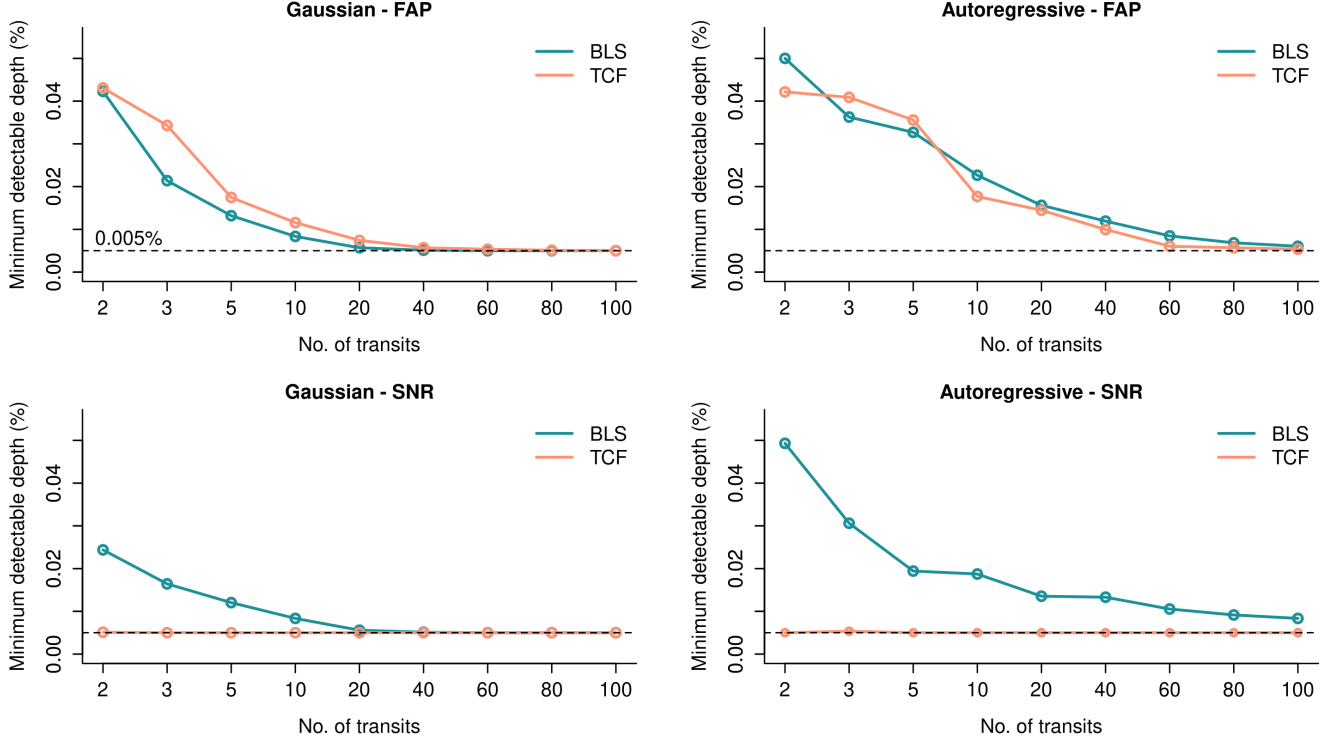 Gaussian - FAP
Minimum detectable depth (%)
0.00 0.02 0.04
BLS
TCF
0.005%
2 3 5 10 20 40 60 80 100
No. of transits
Autoregressive - FAP
Minimum detectable depth (%)
0.00 0.02 0.04
BLS
TCF
2 3 5 10 20 40 60 80 100
No. of transits
Gaussian - SNR
Minimum detectable depth (%)
0.00 0.02 0.04
BLS
TCF
2 3 5 10 20 40 60 80 100
No. of transits
Autoregressive - SNR
Minimum detectable depth (%)
0.00 0.02 0.04
BLS
TCF
2 3 5 10 20 40 60 80 100
No. of transits